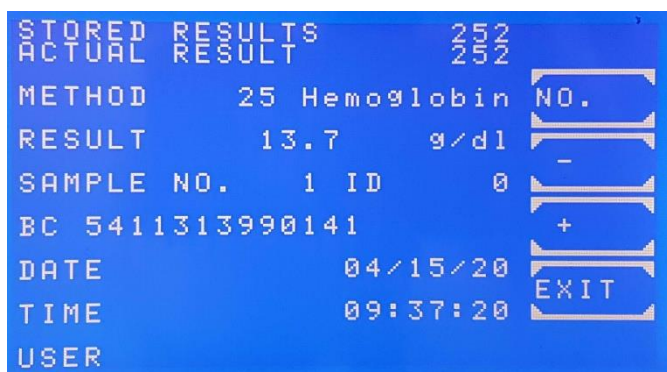 STORED RESULTS 252
ACTUAL RESULT 252
METHOD 25 Hemoglobin NO.
RESULT 13.7 g/dl
SAMPLE NO. 1 ID 0 -
BC 5411313990141 +
DATE 04/15/20
EXIT
TIME 09:37:20
USER